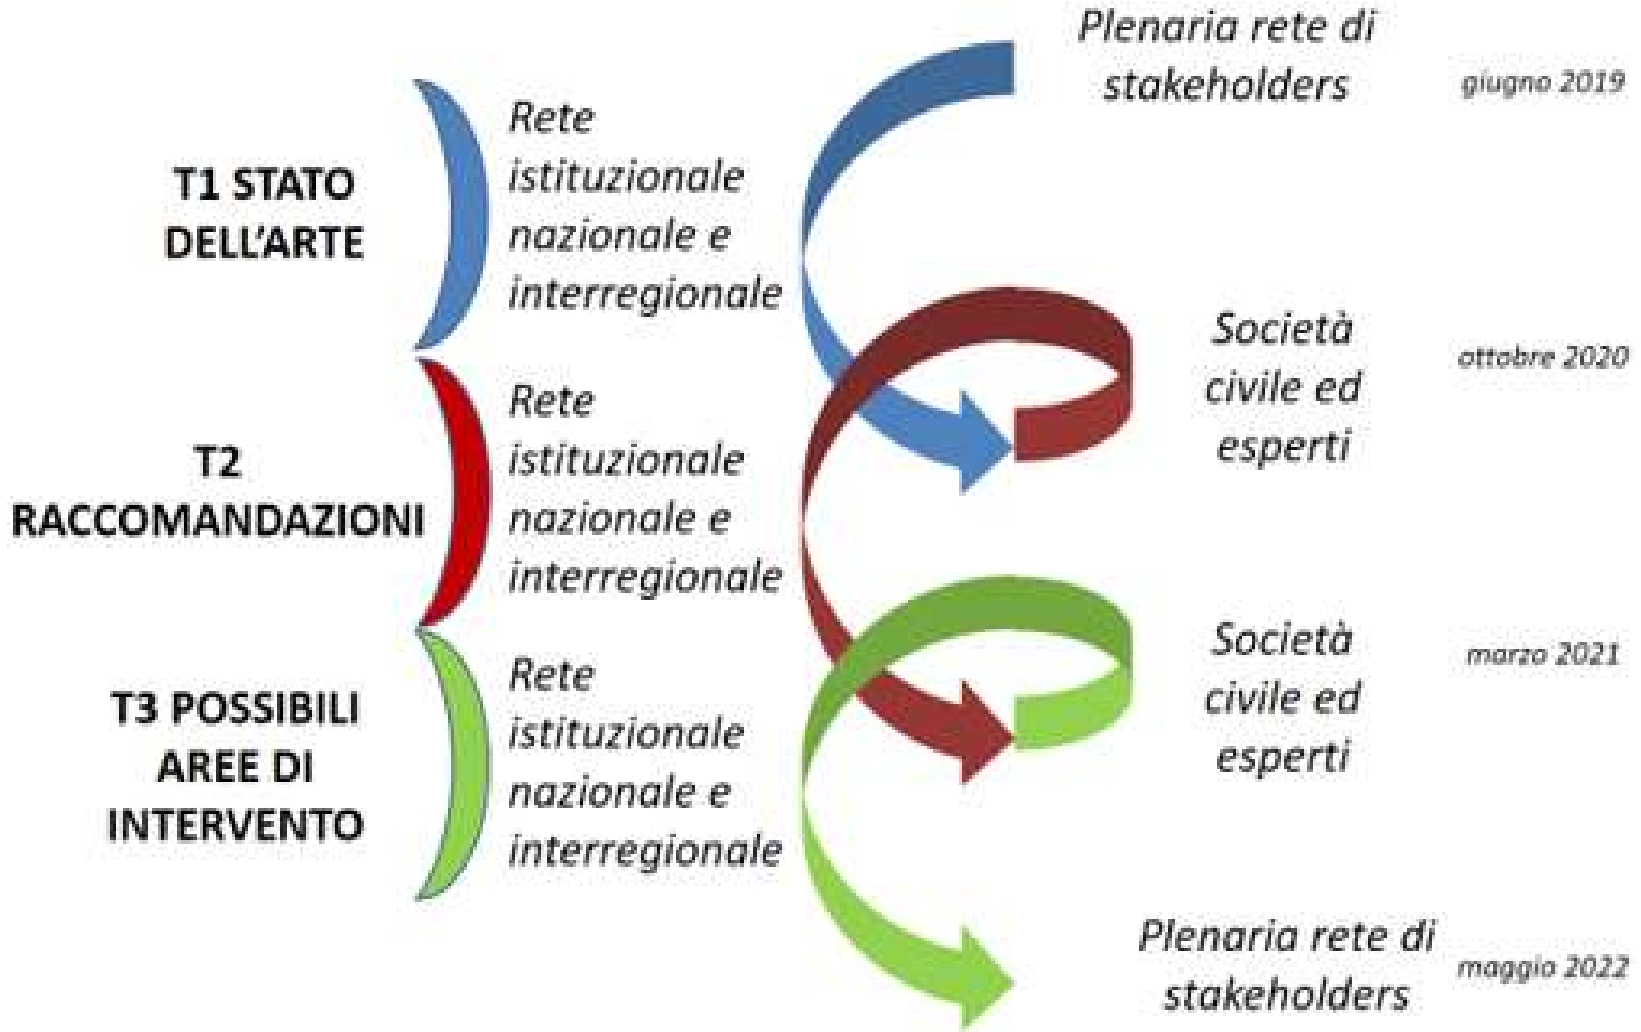 Plenaria rete di
stakeholders
giugno 2019
T1 STATO
DELL'ARTE
Rete
istituzionale
nazionale e
interregionale
Società
civile ed
esperti
ottobre 2020
T2
RACCOMANDAZIONI
Rete
istituzionale
nazionale e
interregionale
Società
civile ed
esperti
marzo 2021
T3 POSSIBILI
AREE DI
INTERVENTO
Rete
istituzionale
nazionale e
interregionale
Plenaria rete di
stakeholders
maggio 2022